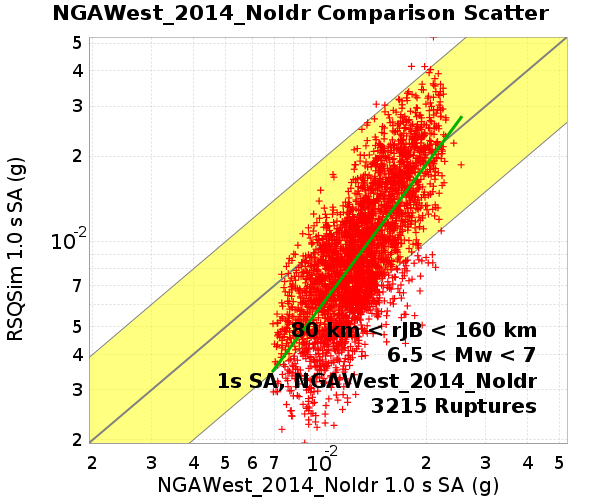 NGAWest_2014_NoIdr Comparison Scatter
5
4
3
2
10-2
7
5
4
3
2
RSQSim 1.0 s SA (g)
80 km < rJB < 160 km
6.5 < Mw < 7
1s SA, NGAWest_2014_NoIdr
3215 Ruptures
2 3 4 5 6 7 10-2 2 3 4 5
NGAWest_2014_NoIdr 1.0 s SA (g)